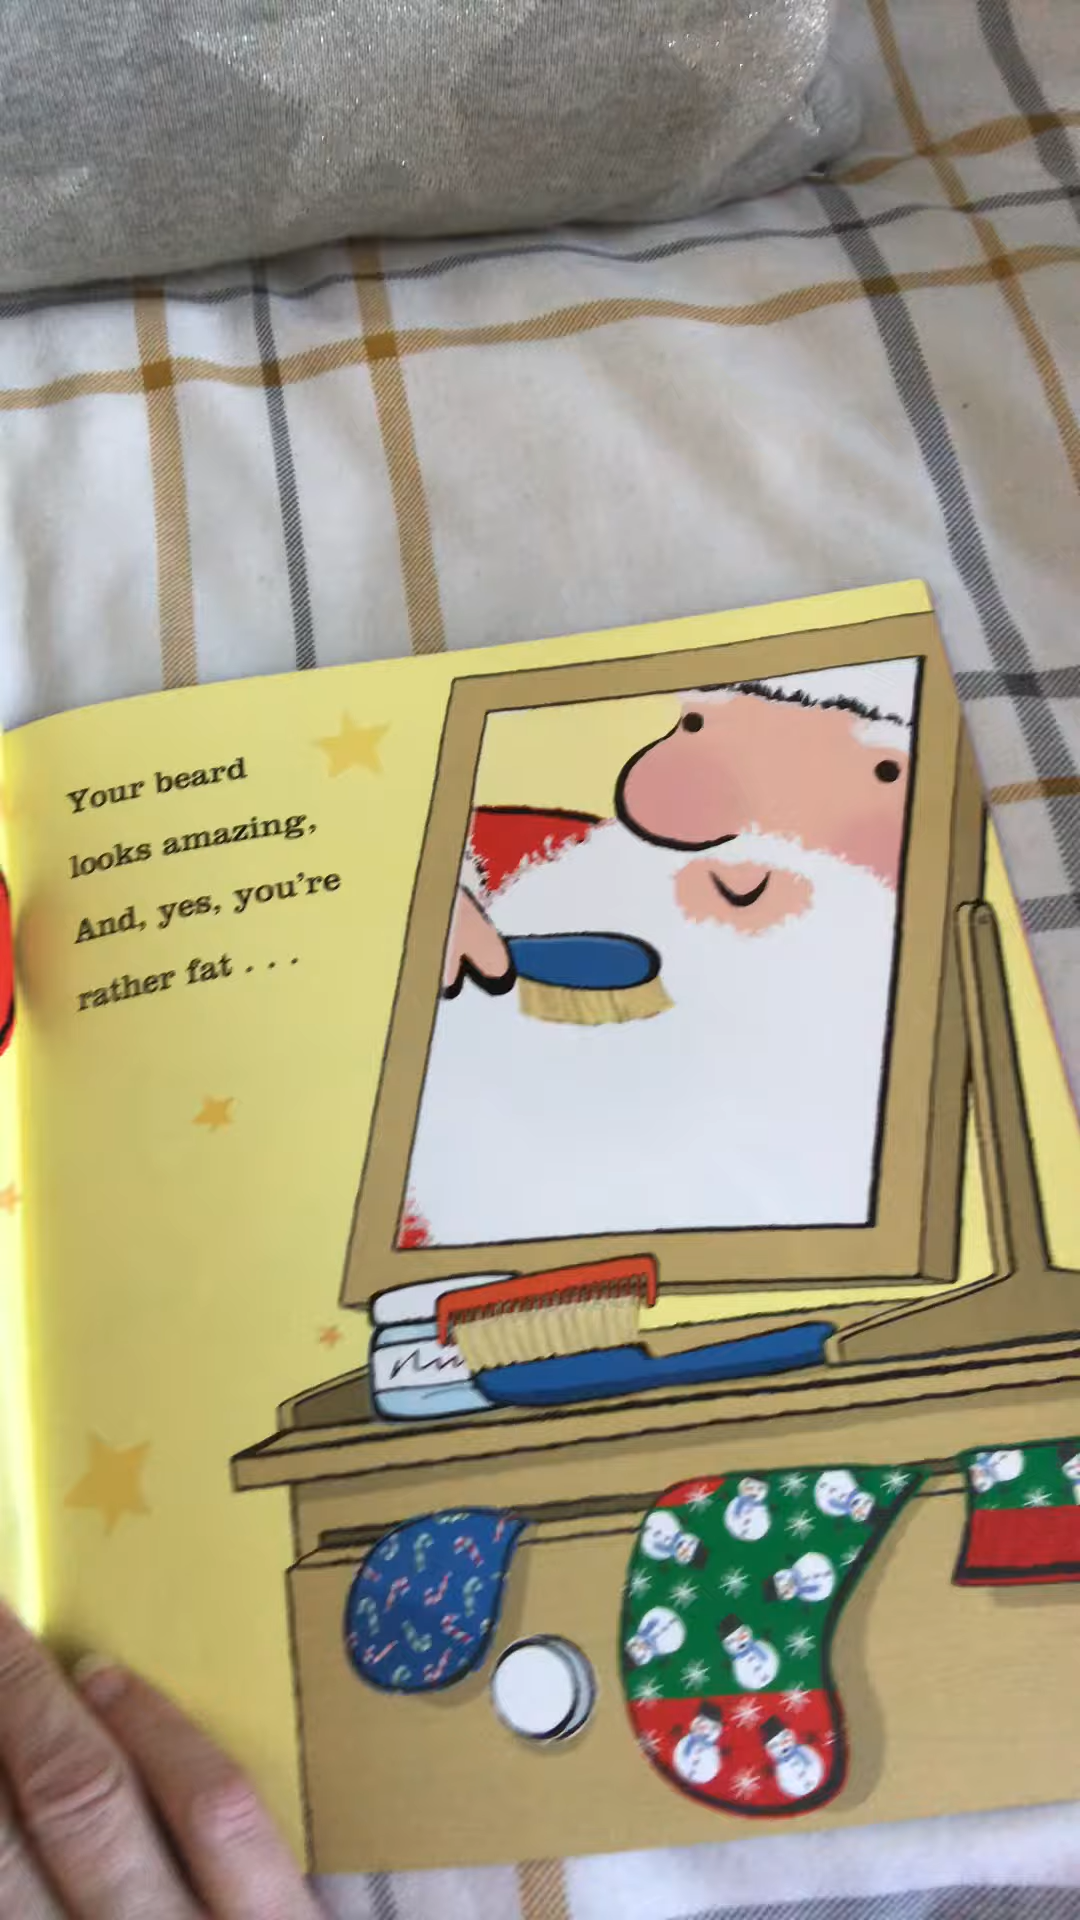 Your beard
looks amazing,
And, yes, you're
rather fat . . .